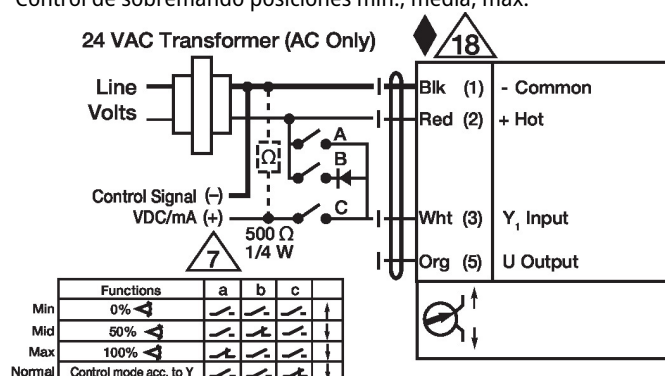 Control de sobremando posiciones mín., media, máx.
24 VAC Transformer (AC Only)
18
Line
Volts
Blk (1) - Common
Red (2) + Hot
A
B
C
Ω
Control Signal (–)
VDC/mA (+)
500 Ω
1/4 W
7
Wht (3) Y₁ Input
Org (5) U Output
Functions a b c
Min 0%
Mid 50%
Max 100%
Normal Control mode acc. to Y